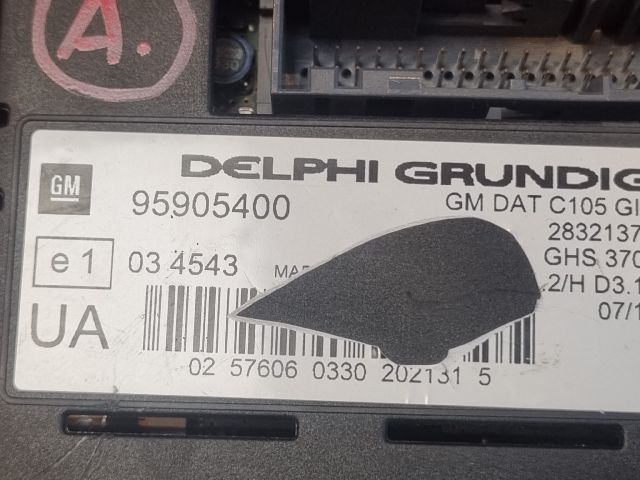 A.
DELPHI GRUNDIG
GM
95905400
GM DAT C105
2832137
e1
03 4543
GHS 370
2/H D3.1
UA
07/1
02 57606 0330 202131 5